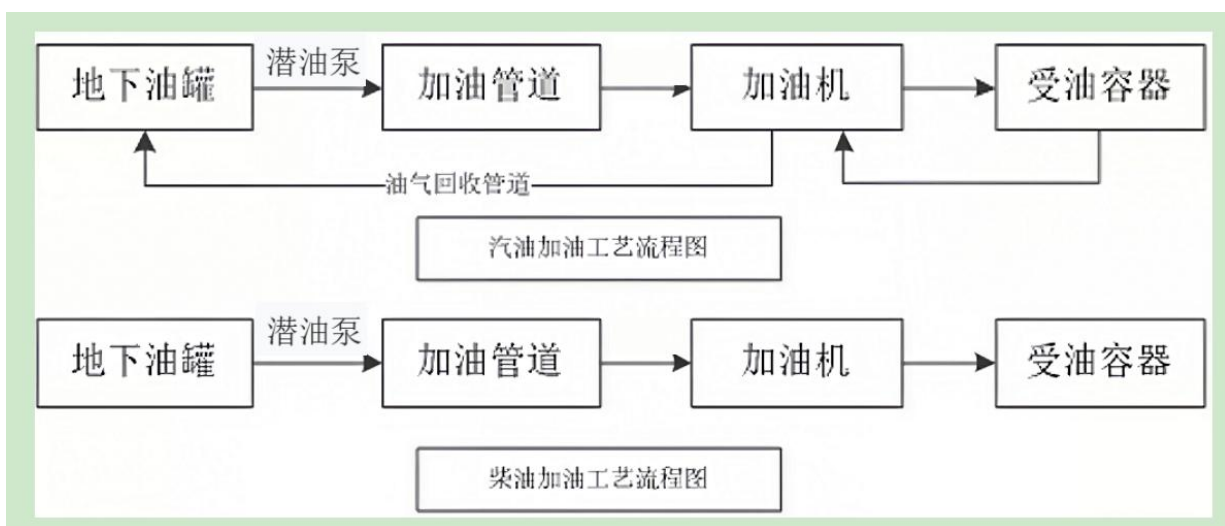 潜油泵
地下油罐 加油管道 加油机 受油容器
油气回收管道
汽油加油工艺流程图
潜油泵
地下油罐 加油管道 加油机 受油容器
柴油加油工艺流程图